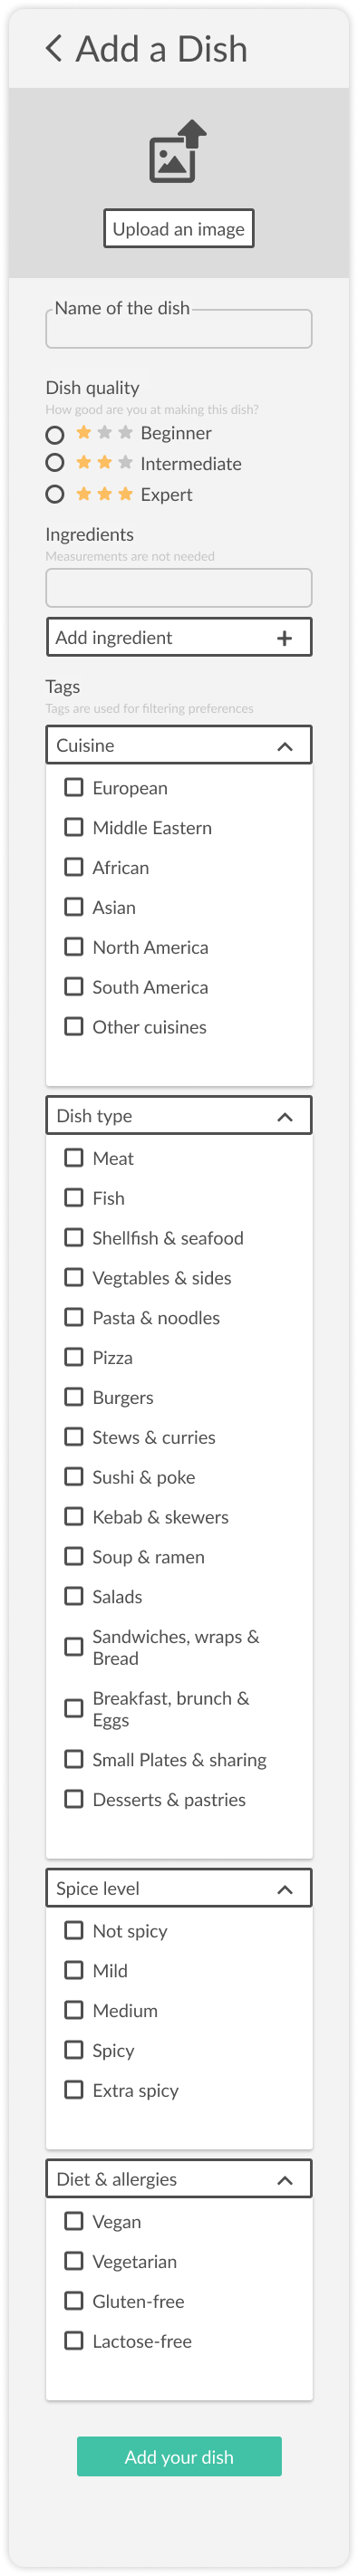 Add a Dish
Upload an image
Name of the dish
Dish quality
How good are you at making this dish?
Beginner
Intermediate
Expert
Ingredients
Measurements are not needed
Add ingredient
Tags
Tags are used for filtering preferences
Cuisine
European
Middle Eastern
African
Asian
North America
South America
Other cuisines
Dish type
Meat
Fish
Shellfish & seafood
Vegtables & sides
Pasta & noodles
Pizza
Burgers
Stews & curries
Sushi & poke
Kebab & skewers
Soup & ramen
Salads
Sandwiches, wraps &
Bread
Breakfast, brunch &
Eggs
Small Plates & sharing
Desserts & pastries
Spice level
Not spicy
Mild
Medium
Spicy
Extra spicy
Diet & allergies
Vegan
Vegetarian
Gluten-free
Lactose-free
Add your dish